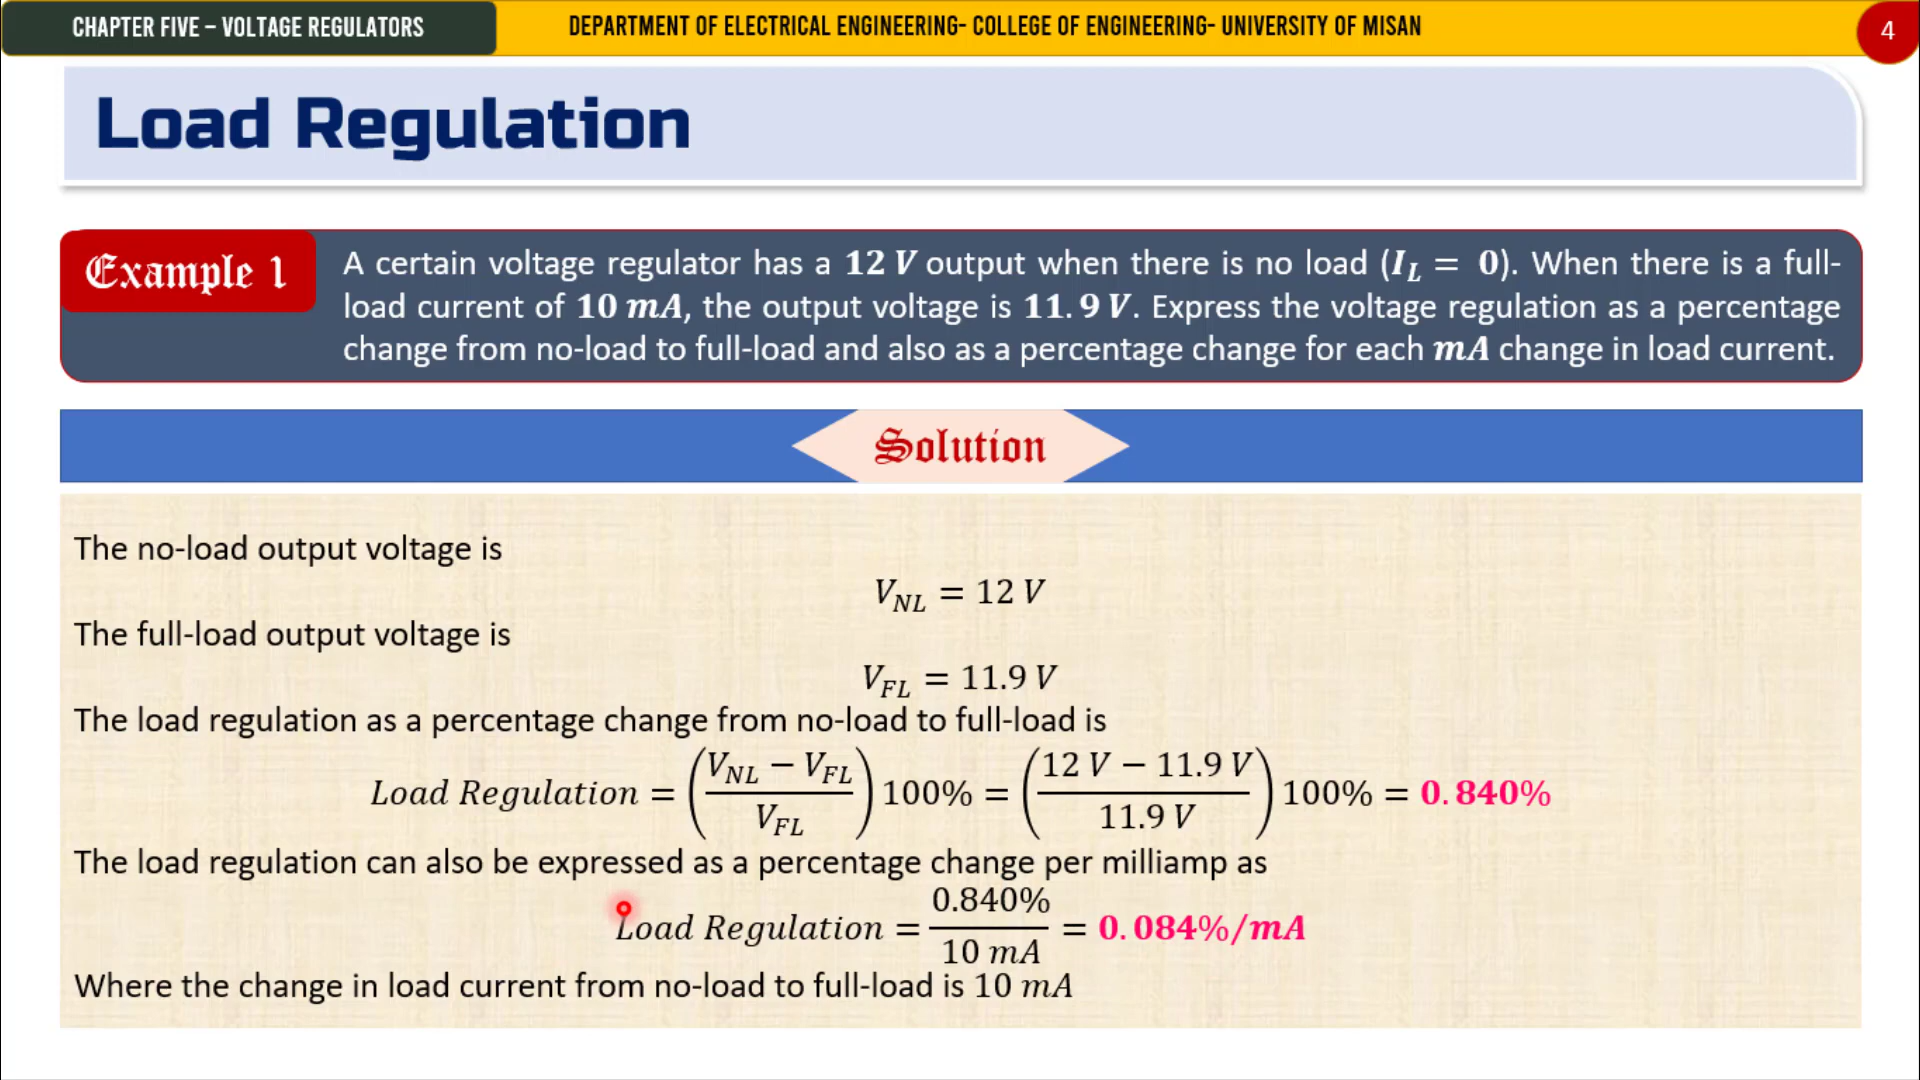 CHAPTER FIVE – VOLTAGE REGULATORS
DEPARTMENT OF ELECTRICAL ENGINEERING- COLLEGE OF ENGINEERING- UNIVERSITY OF MISAN
4
Load Regulation
Example 1
A certain voltage regulator has a 12 V output when there is no load (I_L = 0). When there is a full-
load current of 10 mA, the output voltage is 11.9 V. Express the voltage regulation as a percentage
change from no-load to full-load and also as a percentage change for each mA change in load current.
Solution
The no-load output voltage is
V_NL = 12 V
The full-load output voltage is
V_FL = 11.9 V
The load regulation as a percentage change from no-load to full-load is
Load Regulation = ((V_NL − V_FL)/V_FL) 100% = ((12 V − 11.9 V)/11.9 V) 100% = 0.840%
The load regulation can also be expressed as a percentage change per milliamp as
Load Regulation = 0.840%/10 mA = 0.084%/mA
Where the change in load current from no-load to full-load is 10 mA